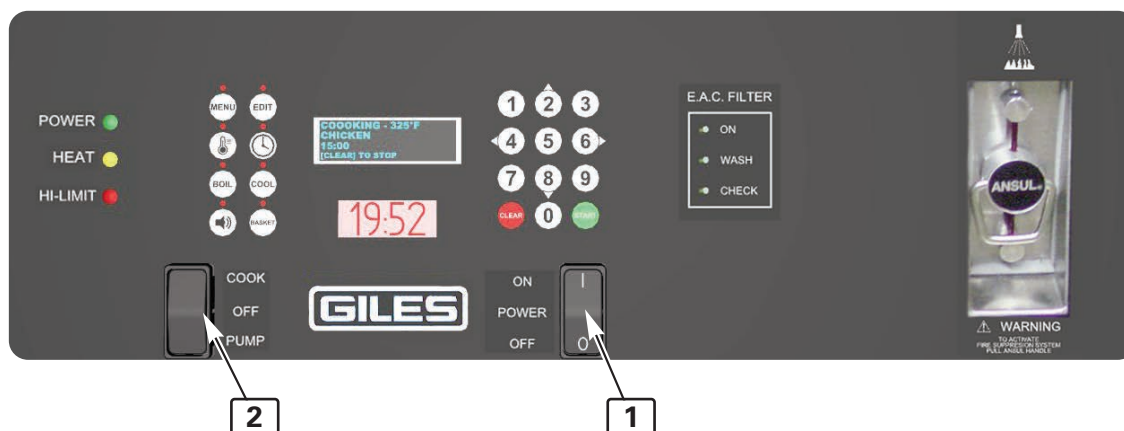 POWER
HEAT
HI-LIMIT
MENU EDIT
BOIL COOL
BASKET
COOOKING - 325°F
CHICKEN
15:00
[CLEAR] TO STOP
19:52
1 2 3
4 5 6
7 8 9
CLEAR 0 START
E.A.C. FILTER
ON
WASH
CHECK
ANSUL®
WARNING
TO ACTIVATE
FIRE SUPPRESION SYSTEM
PULL ANSUL HANDLE
COOK
OFF
PUMP
GILES
ON
POWER
OFF
I
O
2
1